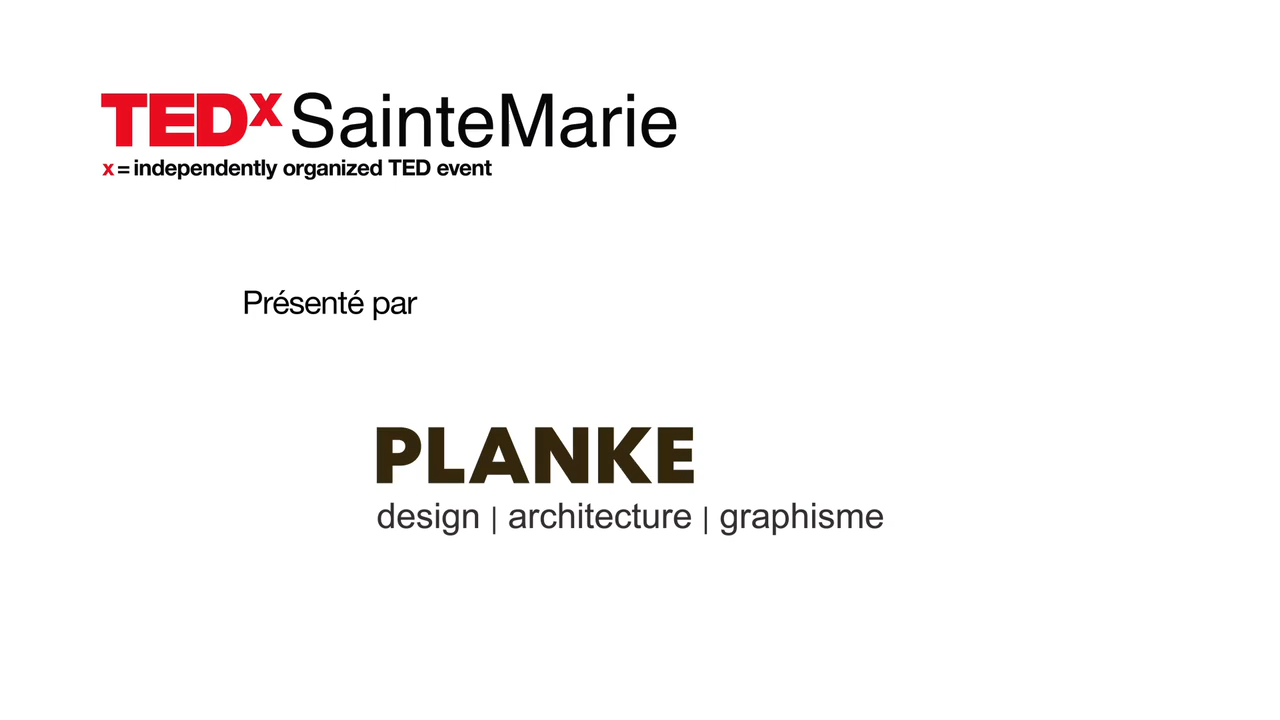 TEDx SainteMarie
x = independently organized TED event
Présenté par
PLANKE
design | architecture | graphisme